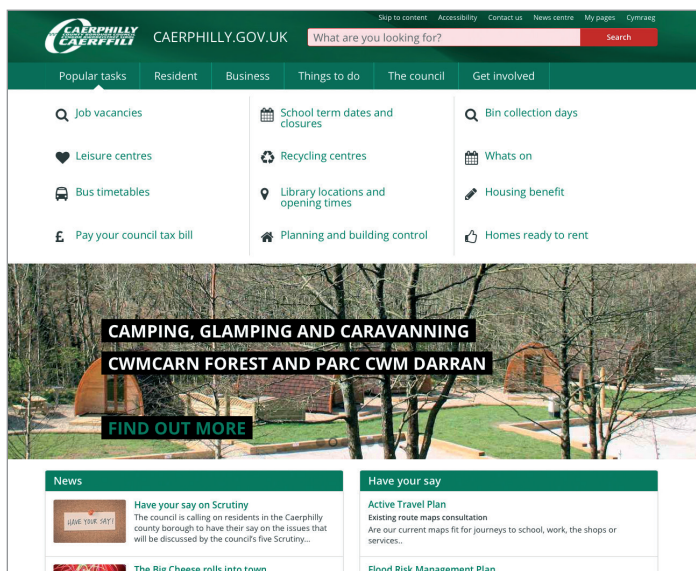 Skip to content Accessibility Contact us News centre My pages Cymraeg
CAERPHILLY
CAERFFILI
CAERPHILLY.GOV.UK
What are you looking for?
Search
Popular tasks Resident Business Things to do The council Get involved
Job vacancies
School term dates and
closures
Bin collection days
Leisure centres
Recycling centres
Whats on
Bus timetables
Library locations and
opening times
Housing benefit
£ Pay your council tax bill
Planning and building control
Homes ready to rent
CAMPING, GLAMPING AND CARAVANNING
CWMCARN FOREST AND PARC CWM DARRAN
FIND OUT MORE
News
HAVE YOUR SAY!
Have your say on Scrutiny
The council is calling on residents in the Caerphilly
county borough to have their say on the issues that
will be discussed by the council's five Scrutiny...
The Big Cheese rolls into town
Have your say
Active Travel Plan
Existing route maps consultation
Are our current maps fit for journeys to school, work, the shops or
services..
Flood Risk Management Plan